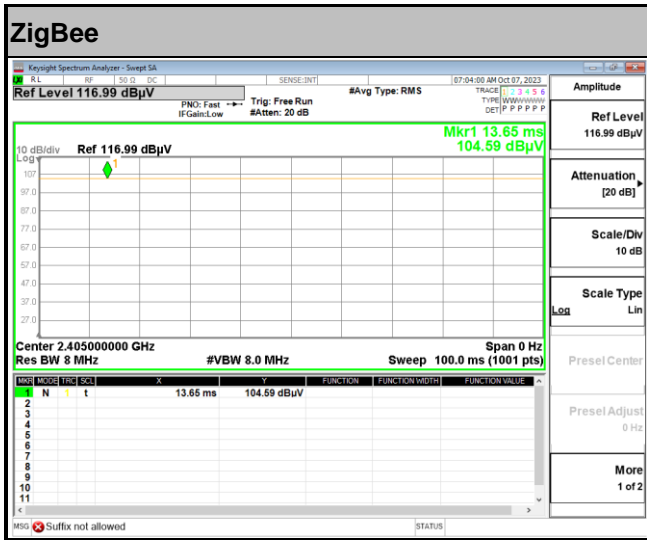 ZigBee
Keysight Spectrum Analyzer - Swept SA
LXI RL RF 50 Ω DC SENSE:INT 07:04:00 AM Oct 07, 2023
Ref Level 116.99 dBµV
PNO: Fast
IFGain:Low
Trig: Free Run
#Atten: 20 dB
#Avg Type: RMS
TRACE 1 2 3 4 5 6
TYPE WWWWWW
DET P P P P P P
Mkr1 13.65 ms
104.59 dBµV
10 dB/div Ref 116.99 dBµV
Log
1
107
97.0
87.0
77.0
67.0
57.0
47.0
37.0
27.0
Center 2.405000000 GHz Span 0 Hz
Res BW 8 MHz #VBW 8.0 MHz Sweep 100.0 ms (1001 pts)
MKR MODE TRC SCL X Y FUNCTION FUNCTION WIDTH FUNCTION VALUE
1 N 1 t 13.65 ms 104.59 dBµV
2
3
4
5
6
7
8
9
10
11
MSG Suffix not allowed STATUS
Amplitude
Ref Level
116.99 dBµV
Attenuation
[20 dB]
Scale/Div
10 dB
Scale Type
Log Lin
Presel Center
Presel Adjust
0 Hz
More
1 of 2